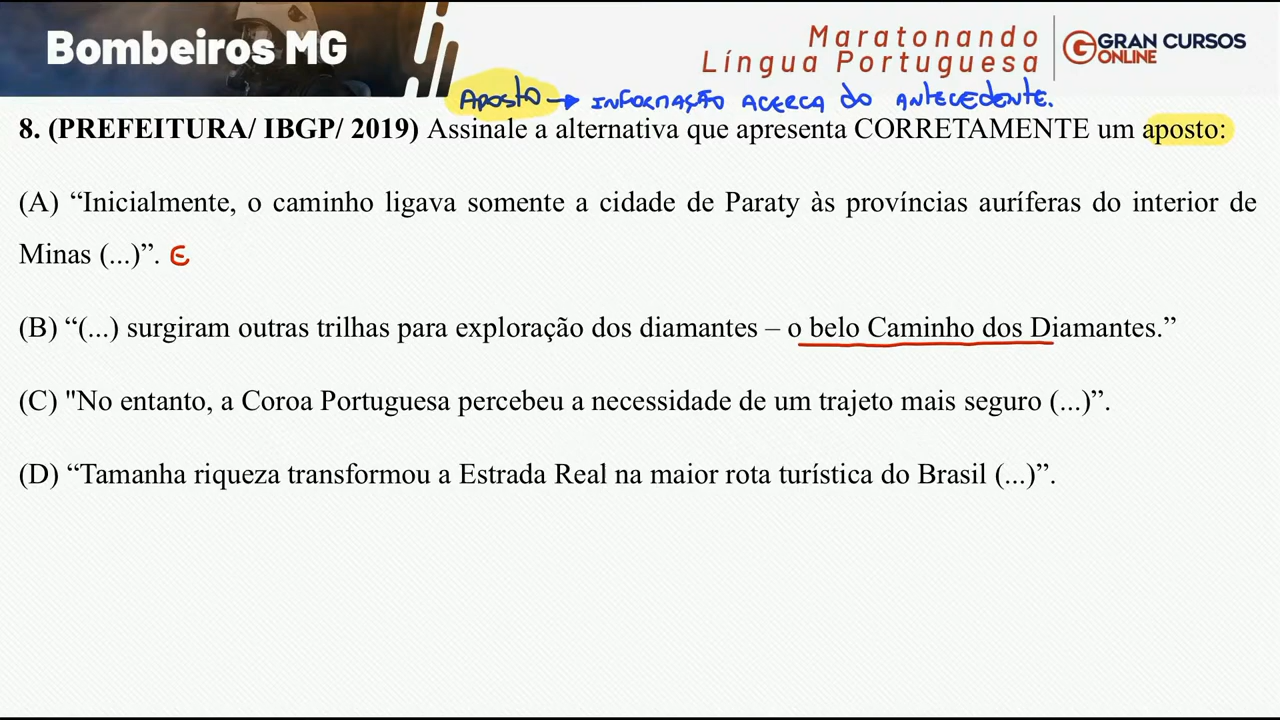 Bombeiros MG
Maratonando
Língua Portuguesa
GRAN CURSOS
ONLINE
APOSTO → INFORMAÇÃO ACERCA DO ANTECEDENTE.
8. (PREFEITURA/ IBGP/ 2019) Assinale a alternativa que apresenta CORRETAMENTE um aposto:
(A) “Inicialmente, o caminho ligava somente a cidade de Paraty às províncias auríferas do interior de
Minas (...)”. E
(B) “(...) surgiram outras trilhas para exploração dos diamantes – o belo Caminho dos Diamantes.”
(C) "No entanto, a Coroa Portuguesa percebeu a necessidade de um trajeto mais seguro (...)”.
(D) “Tamanha riqueza transformou a Estrada Real na maior rota turística do Brasil (...)”.